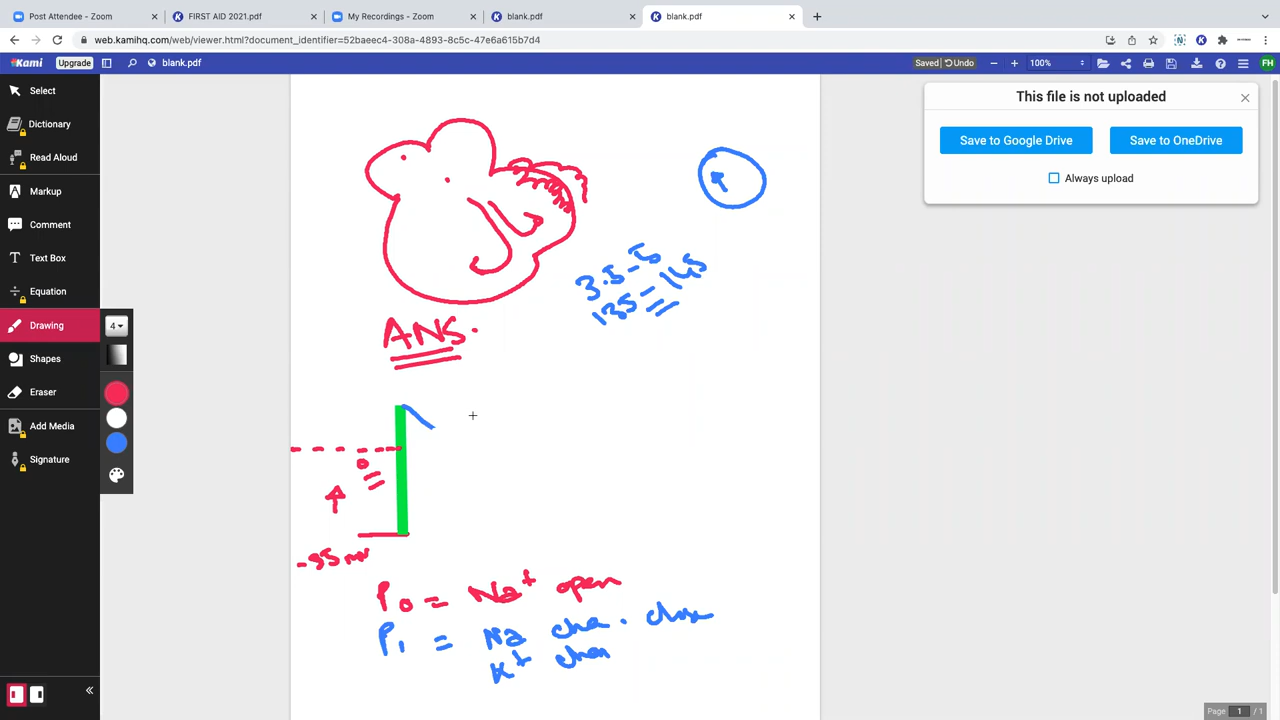 Post Attendee - Zoom
FIRST AID 2021.pdf
My Recordings - Zoom
blank.pdf
blank.pdf
web.kamihq.com/web/viewer.html?document_identifier=52baeec4-308a-4893-8c5c-47e6a615b7d4
Kami
Upgrade
blank.pdf
Saved
Undo
100%
FH
Select
Dictionary
Read Aloud
Markup
Comment
Text Box
Equation
Drawing
Shapes
Eraser
Add Media
Signature
4
This file is not uploaded
Save to Google Drive
Save to OneDrive
Always upload
3.5-5
135-145
ANS.
0
P0 = Na+ open
P1 = Na cha. close
K+ chan
Page 1 / 1